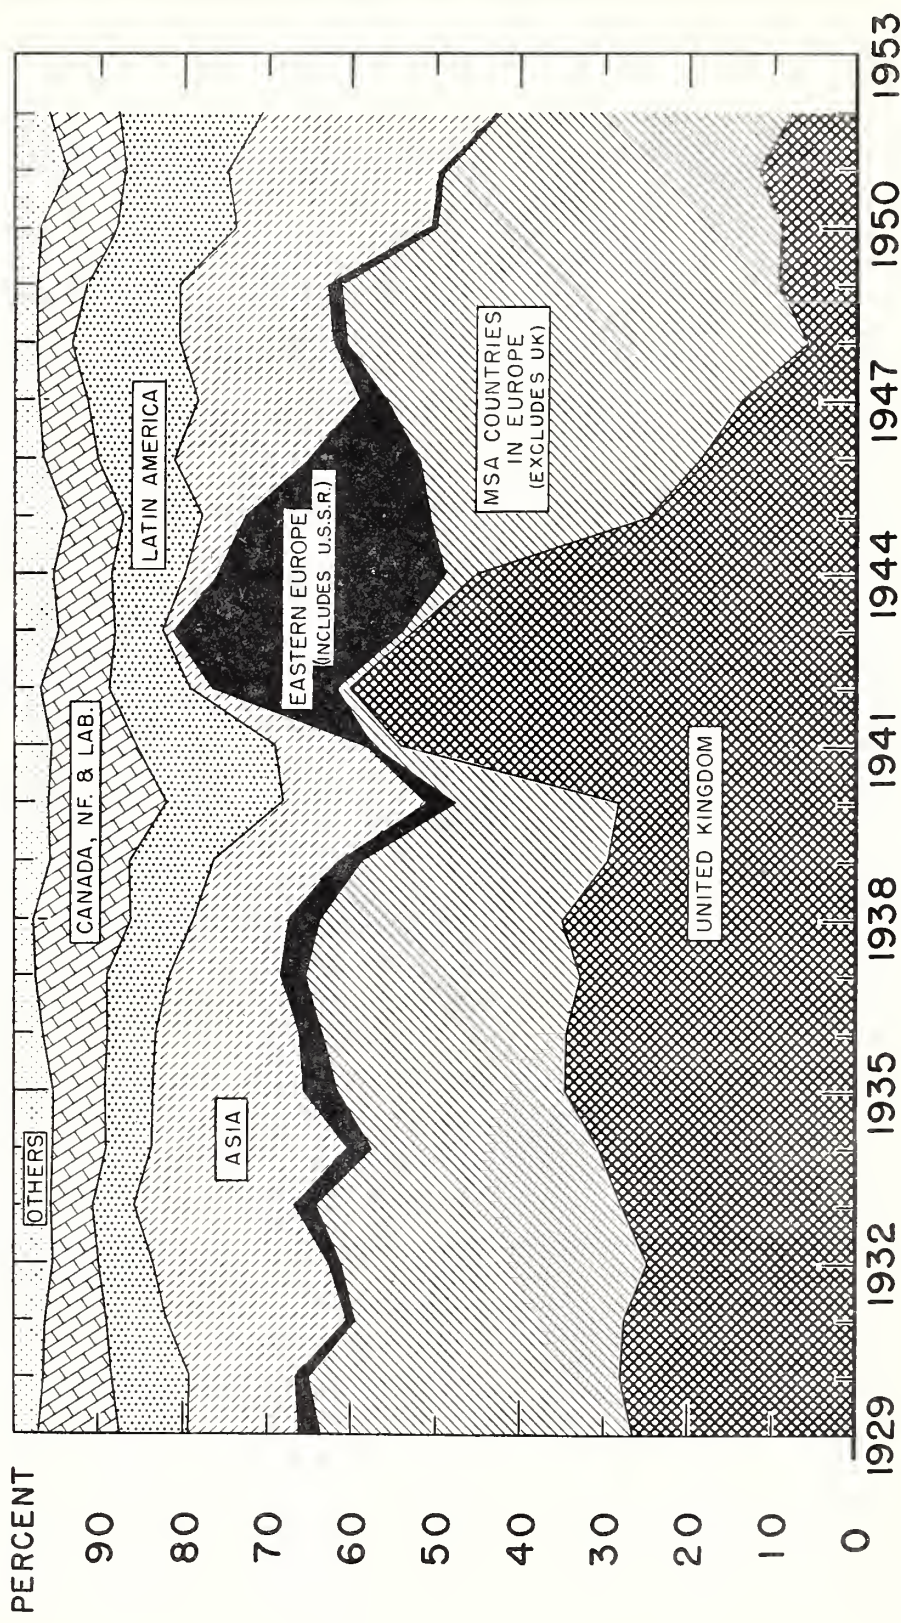 PERCENT
90
80
70
60
50
40
30
20
10
0
OTHERS
CANADA, NF. & LAB.
LATIN AMERICA
ASIA
EASTERN EUROPE
(INCLUDES U.S.S.R.)
MSA COUNTRIES
IN EUROPE
(EXCLUDES UK)
UNITED KINGDOM
1929 1932 1935 1938 1941 1944 1947 1950 1953